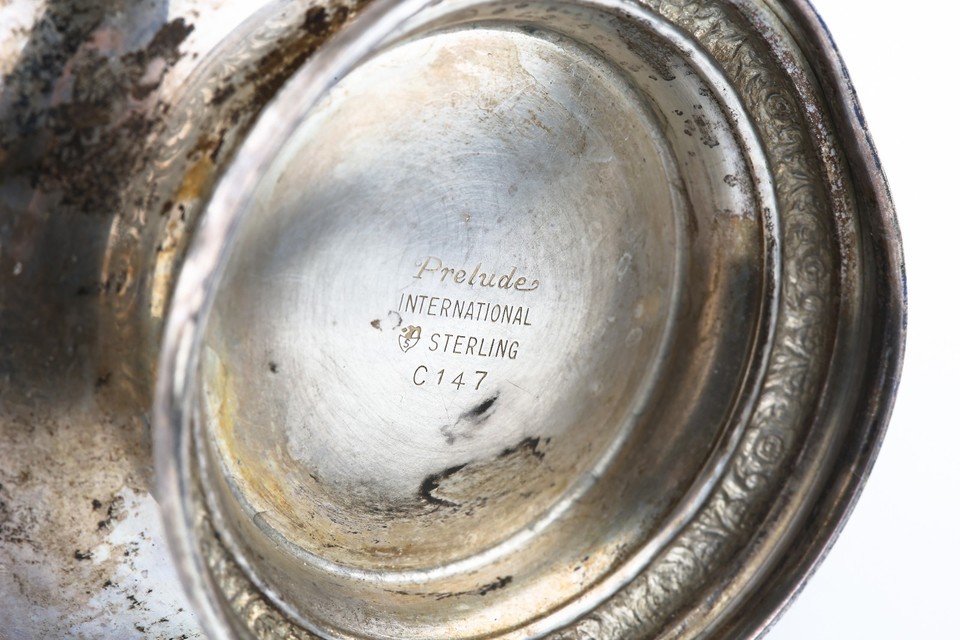 Prelude
INTERNATIONAL
S STERLING
C147